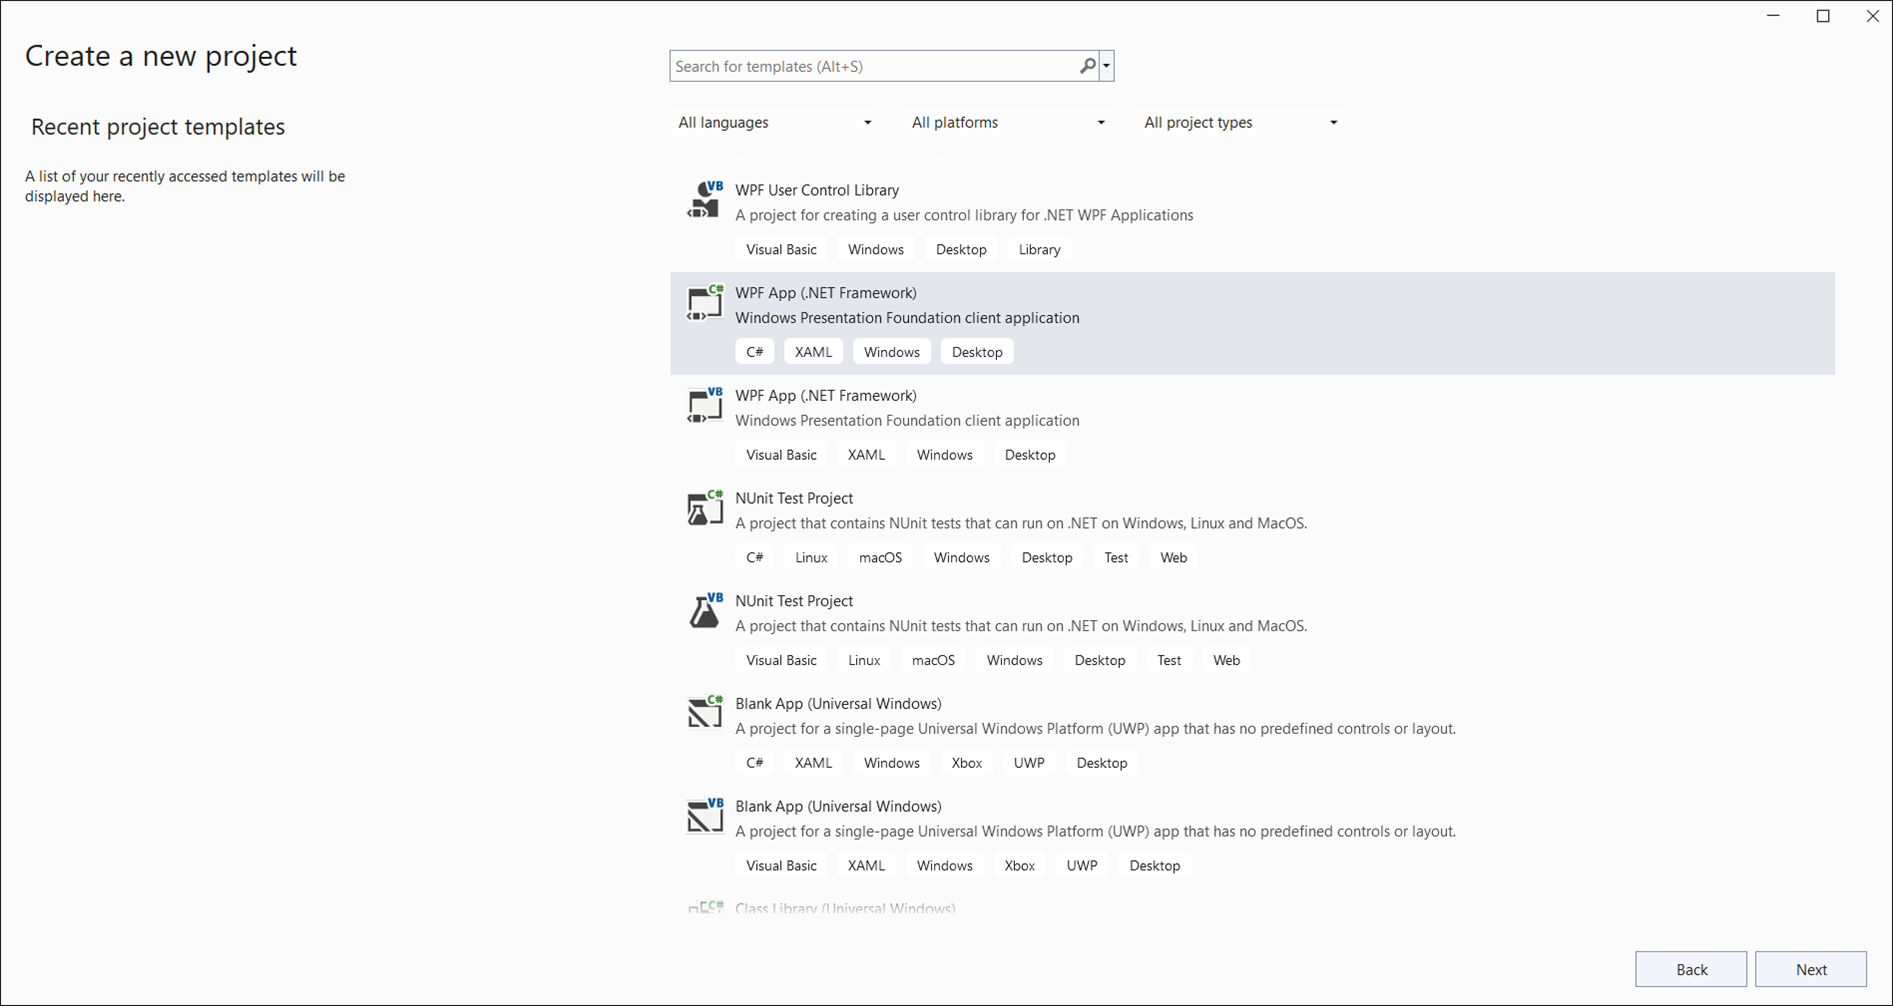 Create a new project
Search for templates (Alt+S)
Recent project templates
All languages
All platforms
All project types
A list of your recently accessed templates will be
displayed here.
VB
WPF User Control Library
A project for creating a user control library for .NET WPF Applications
Visual Basic Windows Desktop Library
C#
WPF App (.NET Framework)
Windows Presentation Foundation client application
C# XAML Windows Desktop
VB
WPF App (.NET Framework)
Windows Presentation Foundation client application
Visual Basic XAML Windows Desktop
C#
NUnit Test Project
A project that contains NUnit tests that can run on .NET on Windows, Linux and MacOS.
C# Linux macOS Windows Desktop Test Web
VB
NUnit Test Project
A project that contains NUnit tests that can run on .NET on Windows, Linux and MacOS.
Visual Basic Linux macOS Windows Desktop Test Web
C#
Blank App (Universal Windows)
A project for a single-page Universal Windows Platform (UWP) app that has no predefined controls or layout.
C# XAML Windows Xbox UWP Desktop
VB
Blank App (Universal Windows)
A project for a single-page Universal Windows Platform (UWP) app that has no predefined controls or layout.
Visual Basic XAML Windows Xbox UWP Desktop
C#
Class Library (Universal Windows)
Back
Next